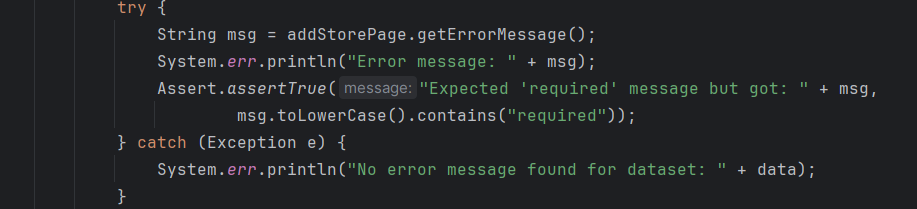 try {
String msg = addStorePage.getErrorMessage();
System.err.println("Error message: " + msg);
Assert.assertTrue( message: "Expected 'required' message but got: " + msg,
msg.toLowerCase().contains("required"));
} catch (Exception e) {
System.err.println("No error message found for dataset: " + data);
}